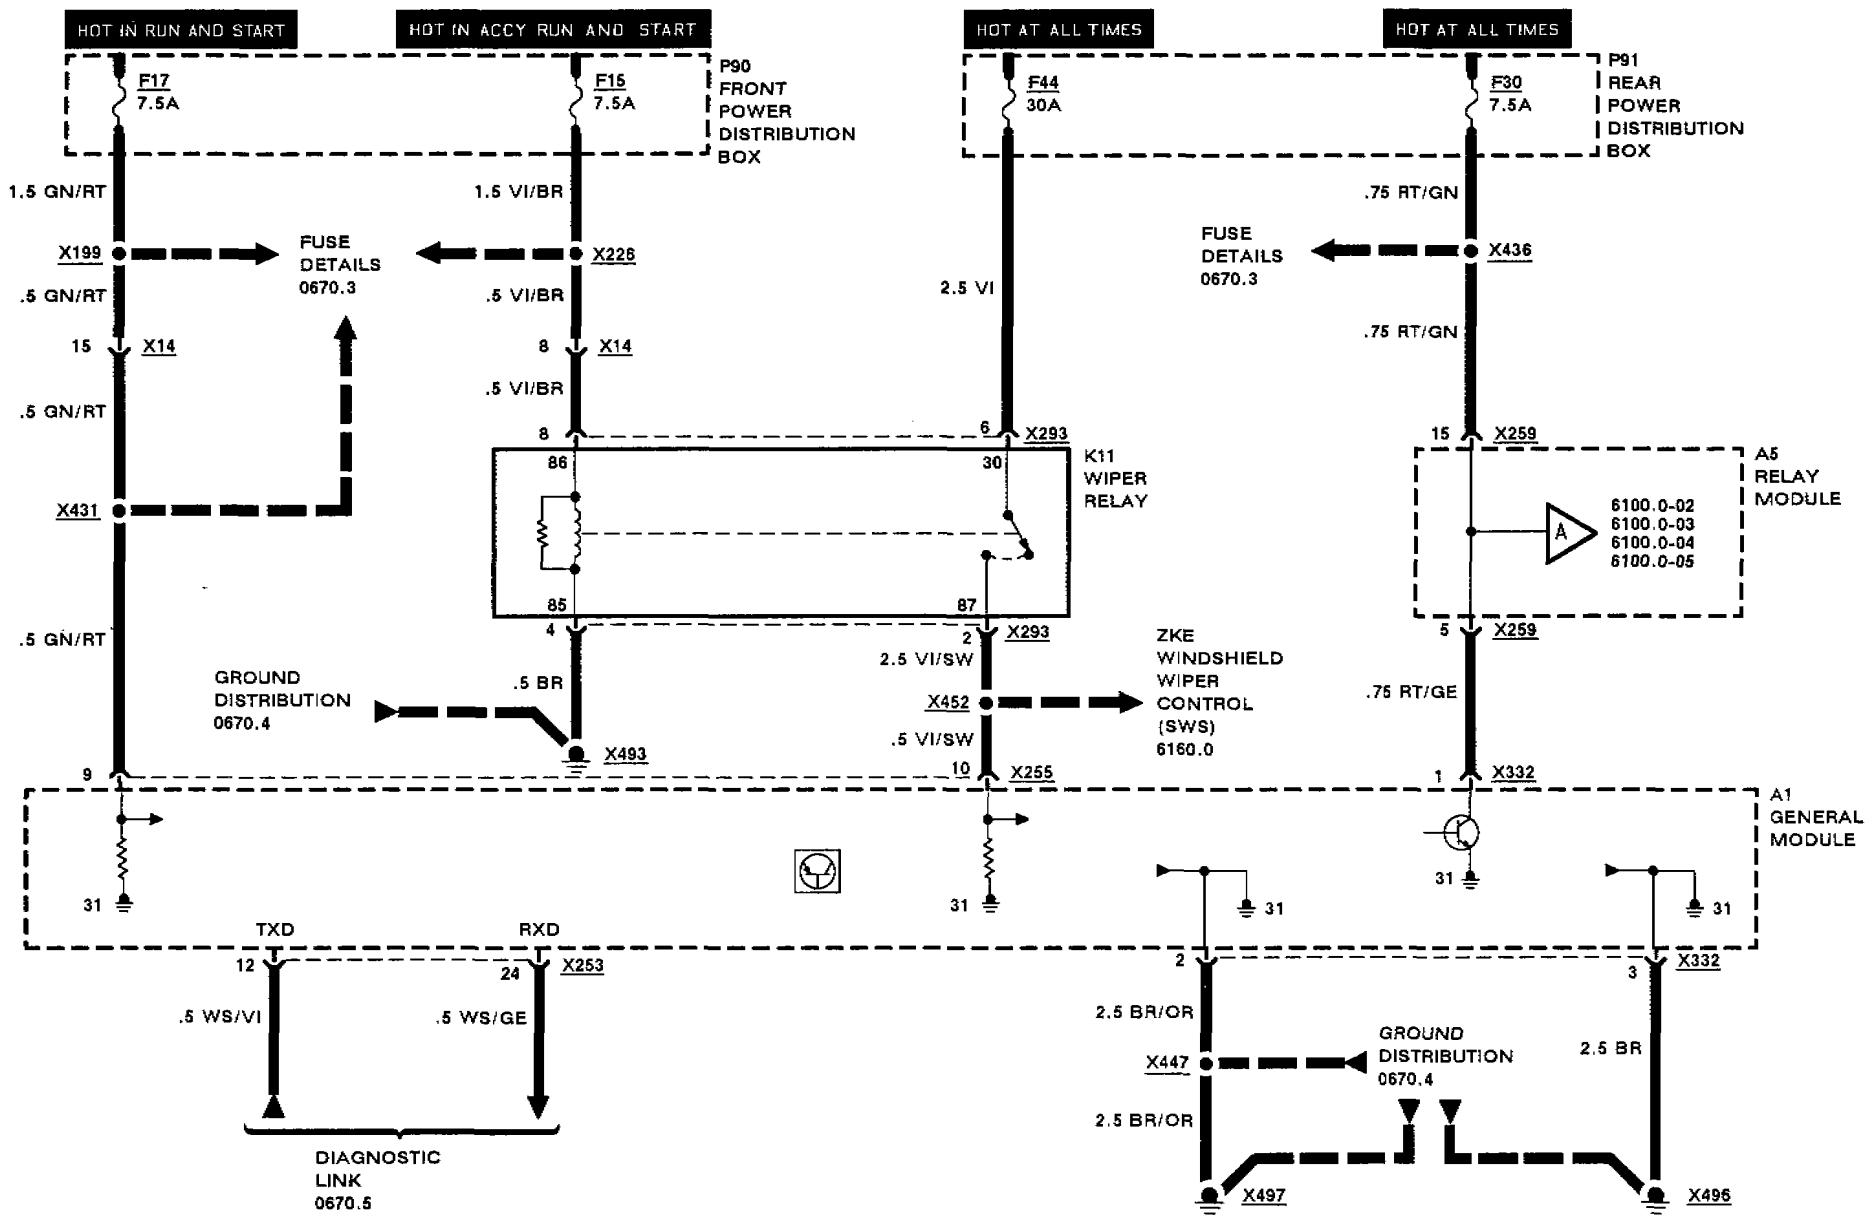 HOT IN RUN AND START
HOT IN ACCY RUN AND START
HOT AT ALL TIMES
HOT AT ALL TIMES
F17
7.5A
F15
7.5A
P90
FRONT
POWER
DISTRIBUTION
BOX
F44
30A
F30
7.5A
P91
REAR
POWER
DISTRIBUTION
BOX
1.5 GN/RT
1.5 VI/BR
.75 RT/GN
X199
FUSE
DETAILS
0670.3
X226
FUSE
DETAILS
0670.3
X436
.5 GN/RT
.5 VI/BR
2.5 VI
.75 RT/GN
15
X14
8
X14
.5 GN/RT
.5 VI/BR
8
6
X293
15
X259
86
30
K11
WIPER
RELAY
A5
RELAY
MODULE
X431
A
6100.0-02
6100.0-03
6100.0-04
6100.0-05
85
87
4
2
X293
5
X259
.5 GN/RT
GROUND
DISTRIBUTION
0670.4
.5 BR
2.5 VI/SW
ZKE
WINDSHIELD
WIPER
CONTROL
(SWS)
6160.0
.75 RT/GE
X452
X493
.5 VI/SW
9
10
X255
1
X332
A1
GENERAL
MODULE
31
31
31
31
31
TXD
RXD
12
24
X253
2
3
X332
.5 WS/VI
.5 WS/GE
2.5 BR/OR
GROUND
DISTRIBUTION
0670.4
2.5 BR
X447
2.5 BR/OR
DIAGNOSTIC
LINK
0670.5
X497
X496